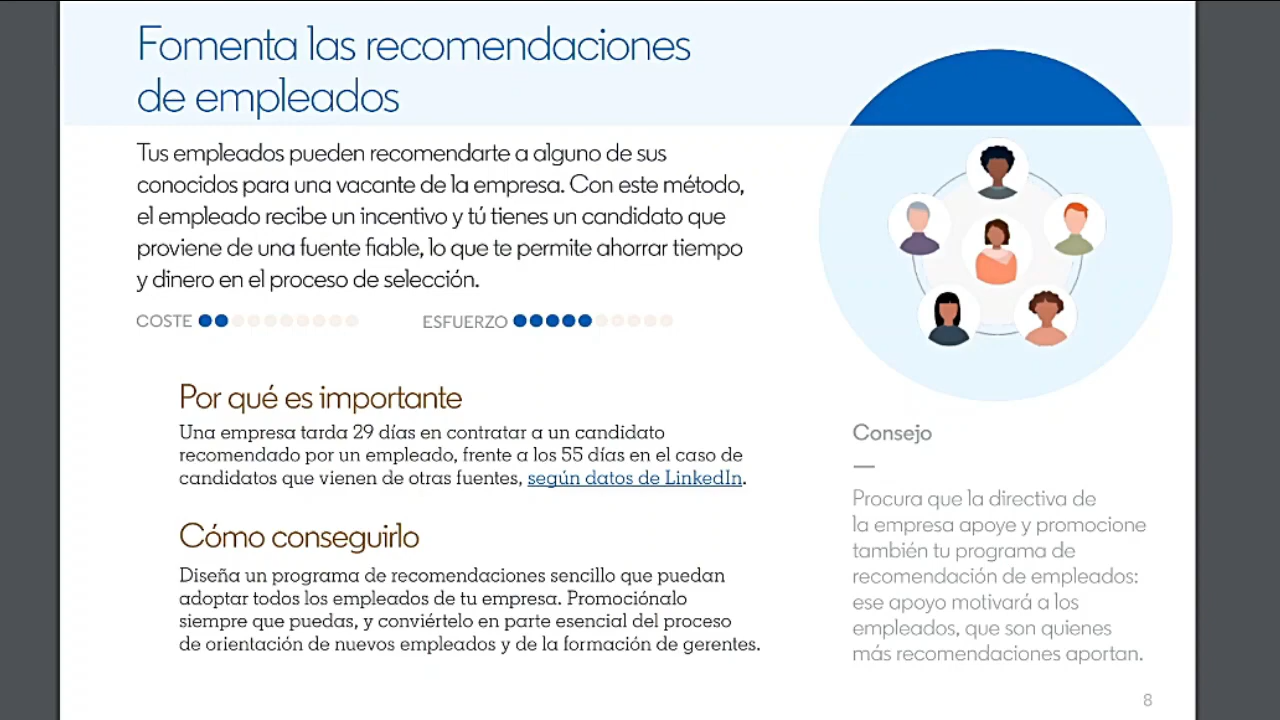 Fomenta las recomendaciones
de empleados
Tus empleados pueden recomendarte a alguno de sus
conocidos para una vacante de la empresa. Con este método,
el empleado recibe un incentivo y tú tienes un candidato que
proviene de una fuente fiable, lo que te permite ahorrar tiempo
y dinero en el proceso de selección.
COSTE
ESFUERZO
Por qué es importante
Una empresa tarda 29 días en contratar a un candidato
recomendado por un empleado, frente a los 55 días en el caso de
candidatos que vienen de otras fuentes, según datos de LinkedIn.
Cómo conseguirlo
Diseña un programa de recomendaciones sencillo que puedan
adoptar todos los empleados de tu empresa. Promociónalo
siempre que puedas, y conviértelo en parte esencial del proceso
de orientación de nuevos empleados y de la formación de gerentes.
Consejo
Procura que la directiva de
la empresa apoye y promocione
también tu programa de
recomendación de empleados:
ese apoyo motivará a los
empleados, que son quienes
más recomendaciones aportan.
8